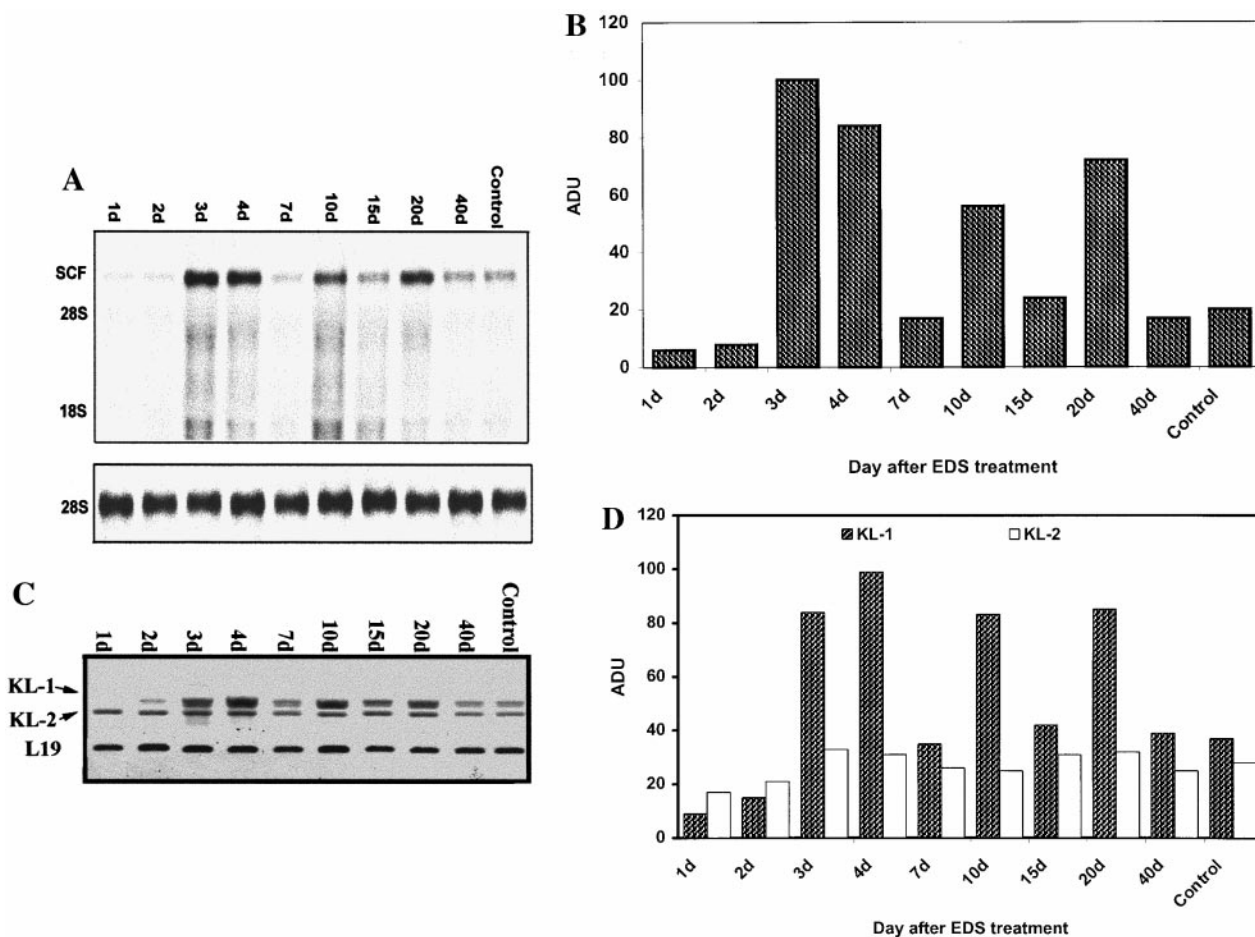 A
1d 2d 3d 4d 7d 10d 15d 20d 40d Control
SCF
28S
18S
28S
B
120
100
80
60
40
20
0
ADU
1d 2d 3d 4d 7d 10d 15d 20d 40d Control
Day after EDS treatment
C
1d 2d 3d 4d 7d 10d 15d 20d 40d Control
KL-1
KL-2
L19
D
KL-1 KL-2
120
100
80
60
40
20
0
ADU
1d 2d 3d 4d 7d 10d 15d 20d 40d Control
Day after EDS treatment